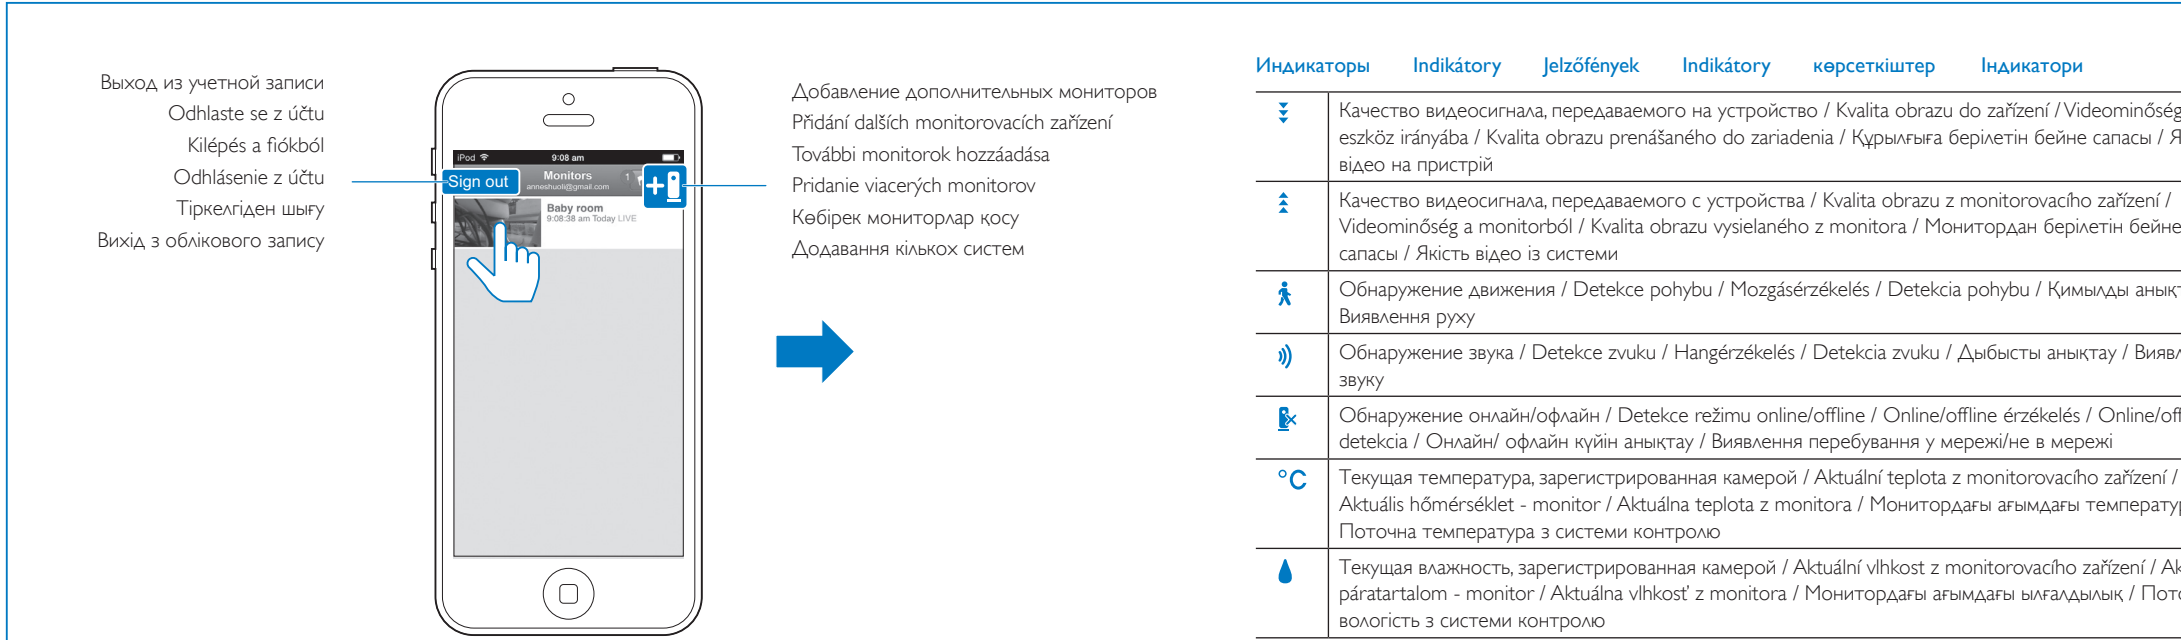 Выход из учетной записи
Odhlaste se z účtu
Kilépés a fiókból
Odhlásenie z účtu
Тіркелгіден шығу
Вихід з облікового запису
iPod 9:08 am
Sign out
Monitors
anneshuoli@gmail.com
1
Baby room
9:08:38 am Today LIVE
Добавление дополнительных мониторов
Přidání dalších monitorovacích zařízení
További monitorok hozzáadása
Pridanie viacerých monitorov
Көбірек мониторлар қосу
Додавання кількох систем
Индикаторы Indikátory Jelzőfények Indikátory көрсеткіштер Індикатори
Качество видеосигнала, передаваемого на устройство / Kvalita obrazu do zařízení / Videominőség
eszköz irányába / Kvalita obrazu prenášaného do zariadenia / Құрылғыға берілетін бейне сапасы /
відео на пристрій
Качество видеосигнала, передаваемого с устройства / Kvalita obrazu z monitorovacího zařízení /
Videominőség a monitorból / Kvalita obrazu vysielaného z monitora / Монитордан берілетін бейне
сапасы / Якість відео із системи
Обнаружение движения / Detekce pohybu / Mozgásérzékelés / Detekcia pohybu / Қимылды
Виявлення руху
Обнаружение звука / Detekce zvuku / Hangérzékelés / Detekcia zvuku / Дыбысты анықтау /
звуку
Обнаружение онлайн/офлайн / Detekce režimu online/offline / Online/offline érzékelés /
detekcia / Онлайн/ офлайн күйін анықтау / Виявлення перебування у мережі/не в мережі
°C Текущая температура, зарегистрированная камерой / Aktuální teplota z monitorovacího zařízení /
Aktuális hőmérséklet - monitor / Aktuálna teplota z monitora / Монитордағы ағымдағы
Поточна температура з системи контролю
Текущая влажность, зарегистрированная камерой / Aktuální vlhkost z monitorovacího zařízení /
páratartalom - monitor / Aktuálna vlhkosť z monitora / Монитордағы ағымдағы ылғалдылық /
вологість з системи контролю